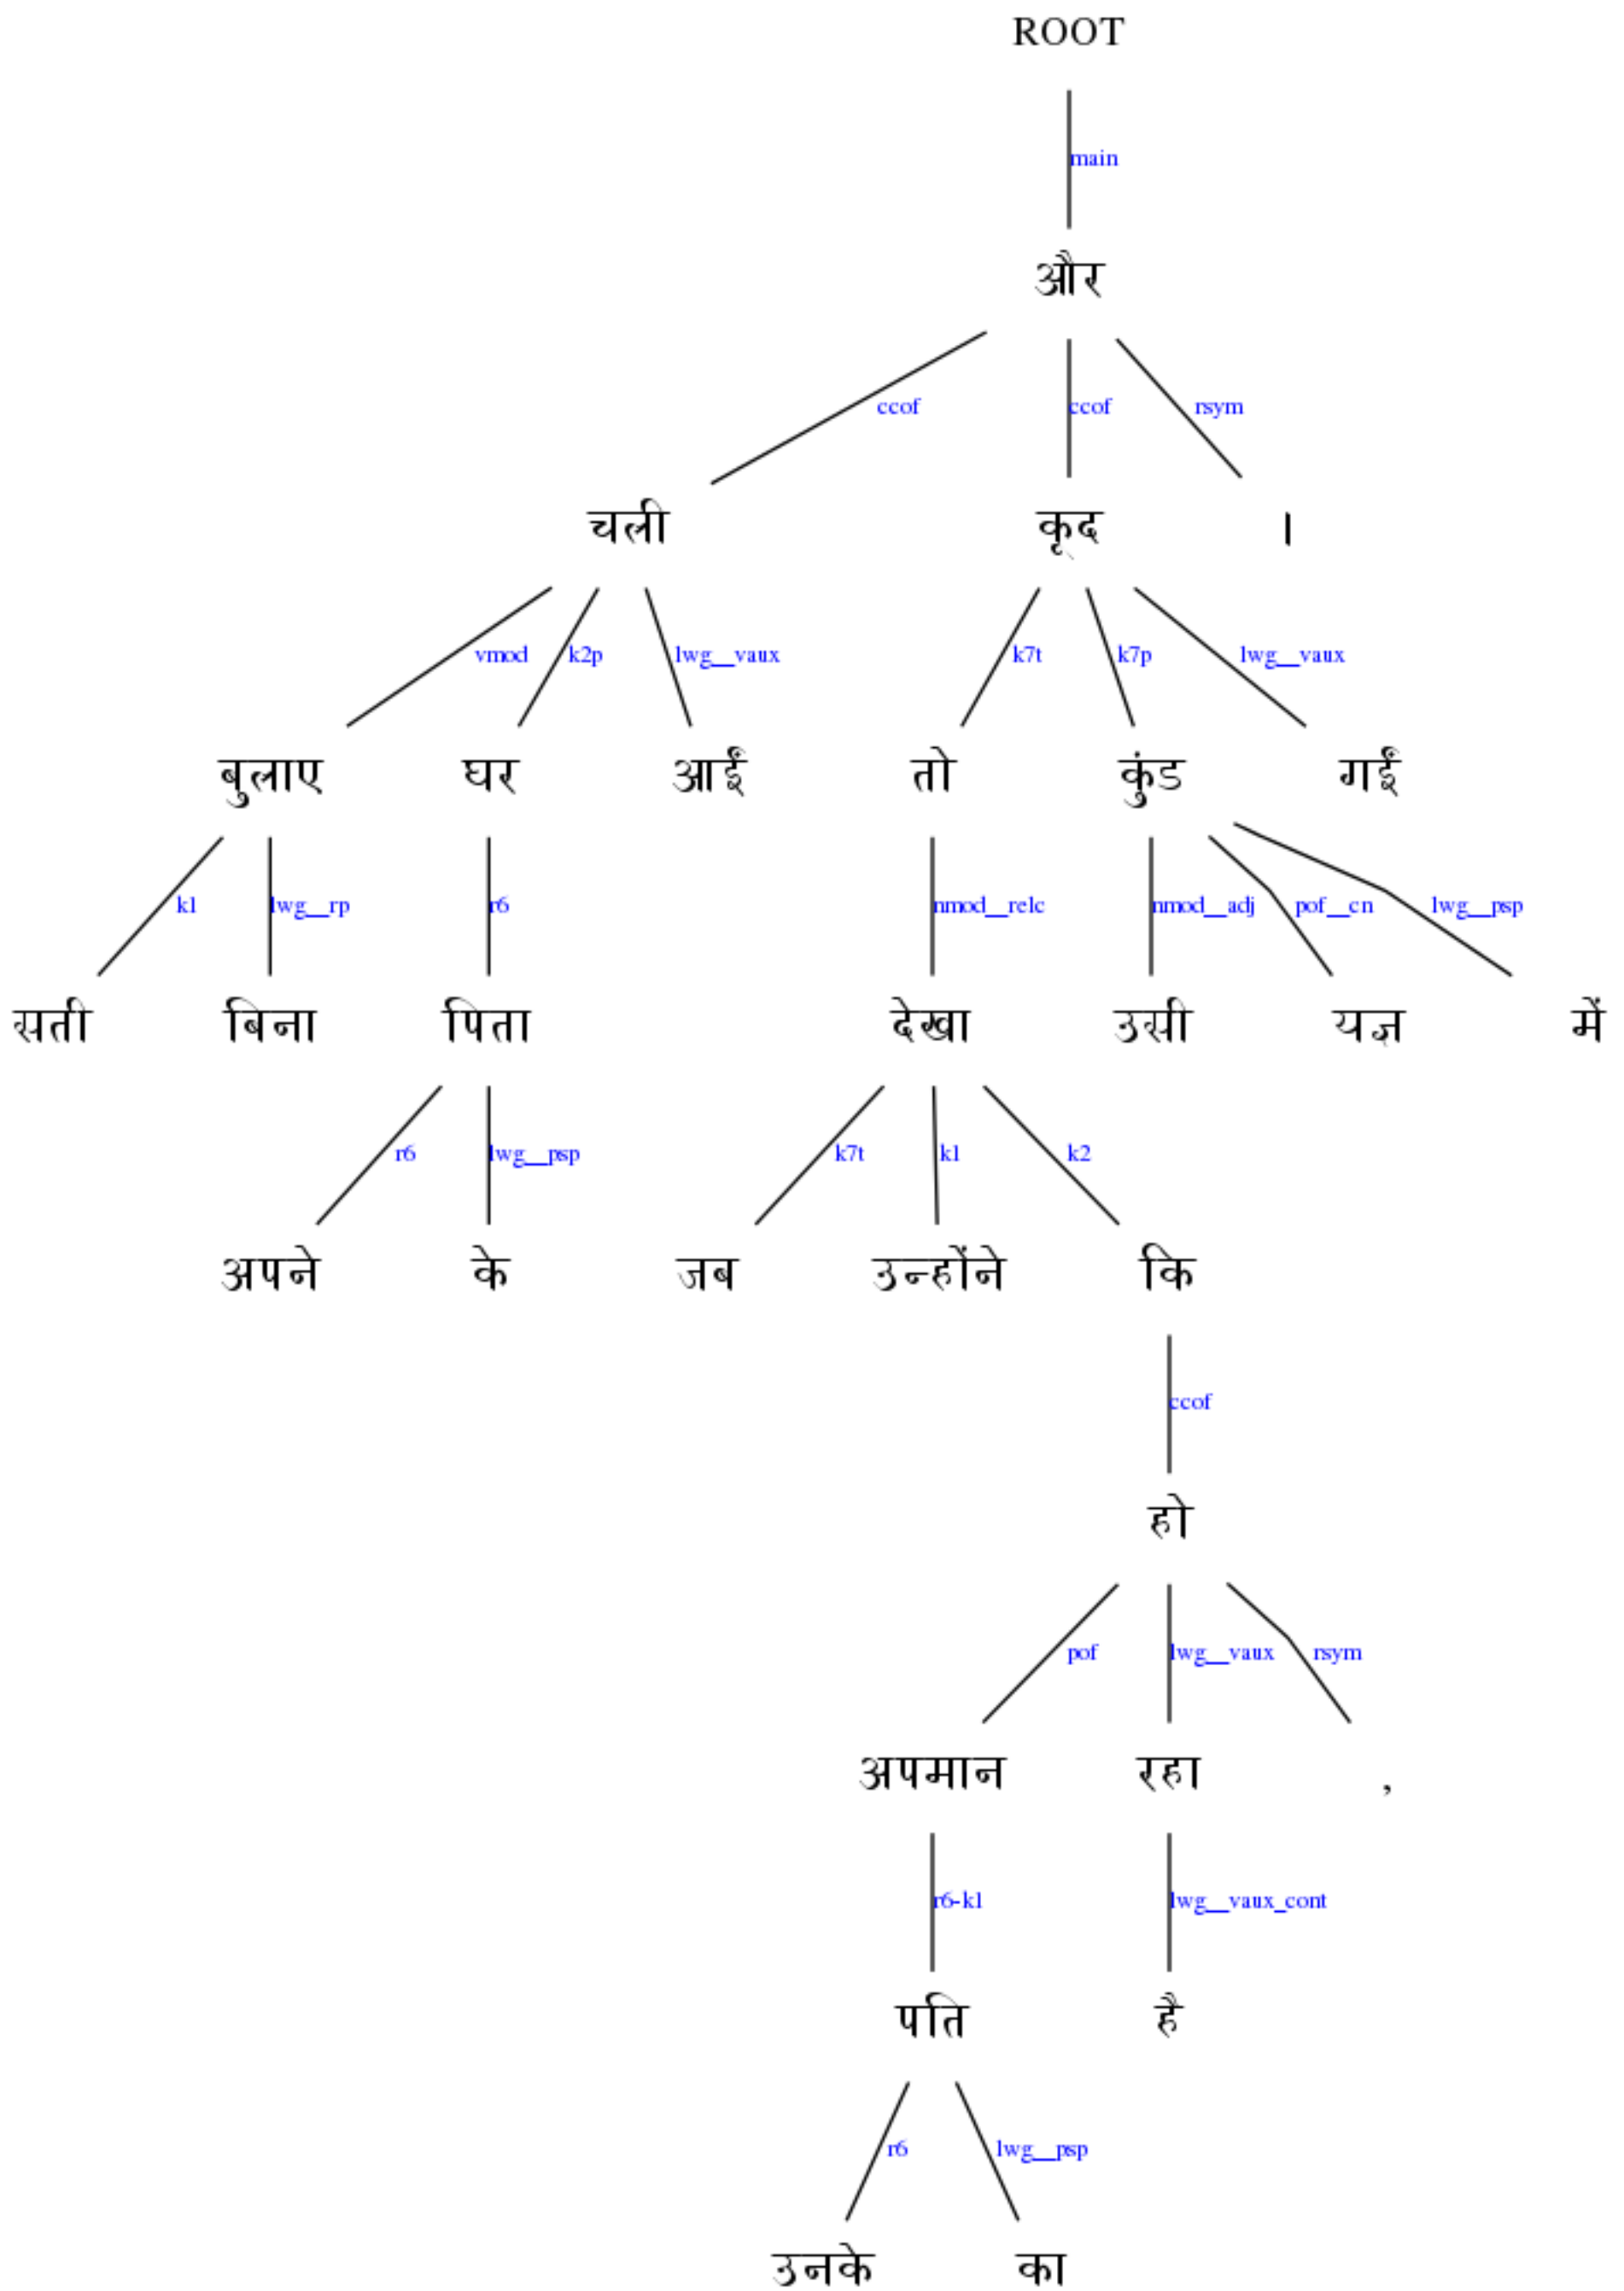 ROOT
main
और
ccof ccof rsym
चली कूद ।
vmod k2p lwg__vaux k7t k7p lwg__vaux
बुलाए घर आईं तो कुंड गईं
k1 lwg__rp r6 nmod__relc nmod__adj pof__cn lwg__psp
सती बिना पिता देखा उसी यज्ञ में
r6 lwg__psp k7t k1 k2
अपने के जब उन्होंने कि
ccof
हो
pof lwg__vaux rsym
अपमान रहा ,
r6-k1 lwg__vaux_cont
पति है
r6 lwg__psp
उनके का